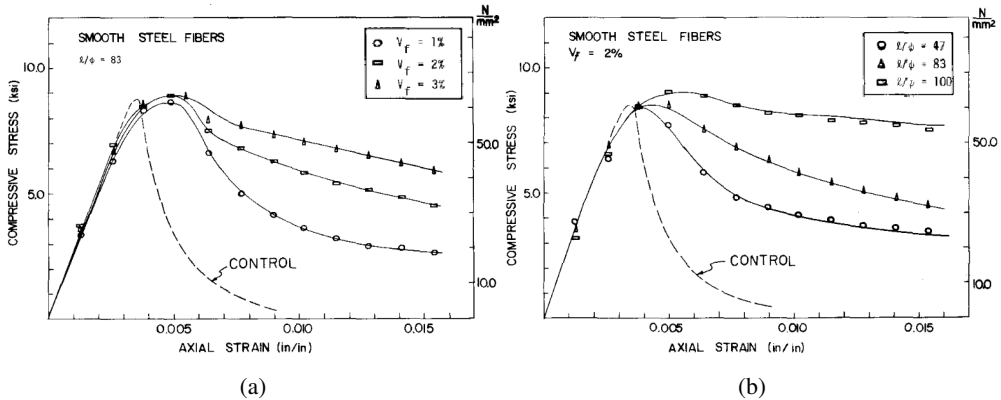 (a)
N
mm²
SMOOTH STEEL FIBERS
ℓ/φ = 83
V_f = 1%
V_f = 2%
V_f = 3%
10.0
5.0
50.0
10.0
COMPRESSIVE STRESS (ksi)
CONTROL
0.005
0.010
0.015
AXIAL STRAIN (in/in)
(a)
(b)
N
mm²
SMOOTH STEEL FIBERS
V_f = 2%
ℓ/φ = 47
ℓ/φ = 83
ℓ/φ = 100
10.0
5.0
50.0
10.0
COMPRESSIVE STRESS (ksi)
CONTROL
0.005
0.010
0.015
AXIAL STRAIN (in/in)
(b)